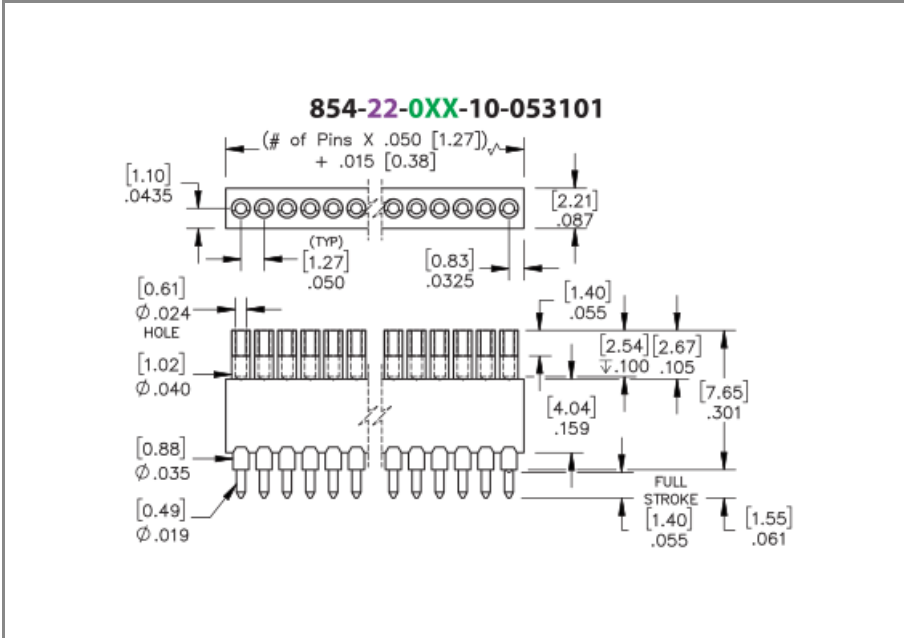 854-22-0XX-10-053101
(# of Pins X .050 [1.27])
+ .015 [0.38]
[1.10]
.0435
[2.21]
.087
(TYP)
[1.27]
.050
[0.83]
.0325
[0.61]
Ø.024
HOLE
[1.40]
.055
[2.54]
↧.100
[2.67]
.105
[1.02]
Ø.040
[4.04]
.159
[7.65]
.301
[0.88]
Ø.035
FULL
STROKE
[1.40]
.055
[0.49]
Ø.019
[1.55]
.061